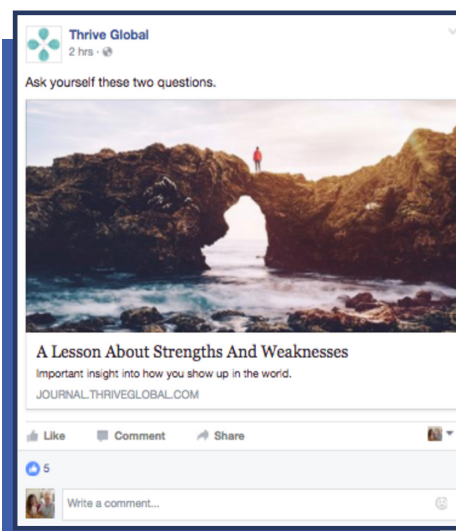 Thrive Global
2 hrs ·
Ask yourself these two questions.
A Lesson About Strengths And Weaknesses
Important insight into how you show up in the world.
JOURNAL.THRIVEGLOBAL.COM
Like Comment Share
5
Write a comment...